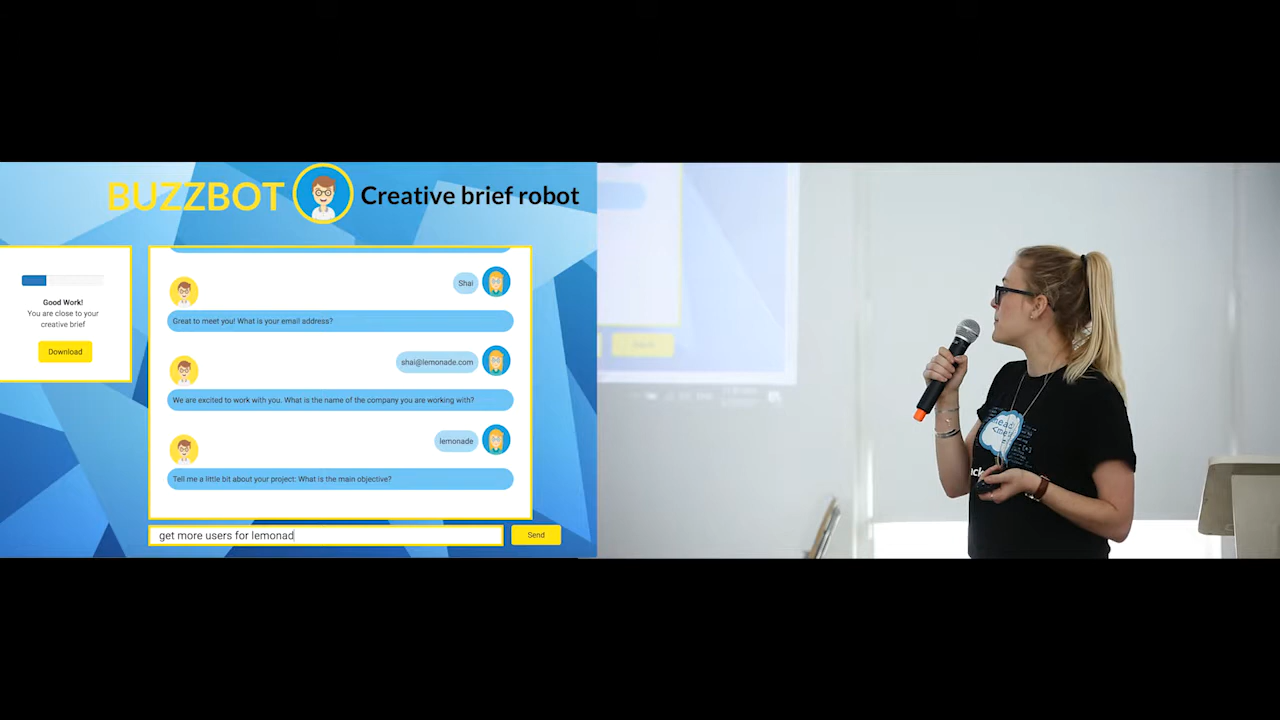 BUZZBOT
Creative brief robot
Good Work!
You are close to your
creative brief
Download
Shai
Great to meet you! What is your email address?
shai@lemonade.com
We are excited to work with you. What is the name of the company you are working with?
lemonade
Tell me a little bit about your project: What is the main objective?
get more users for lemonad
Send